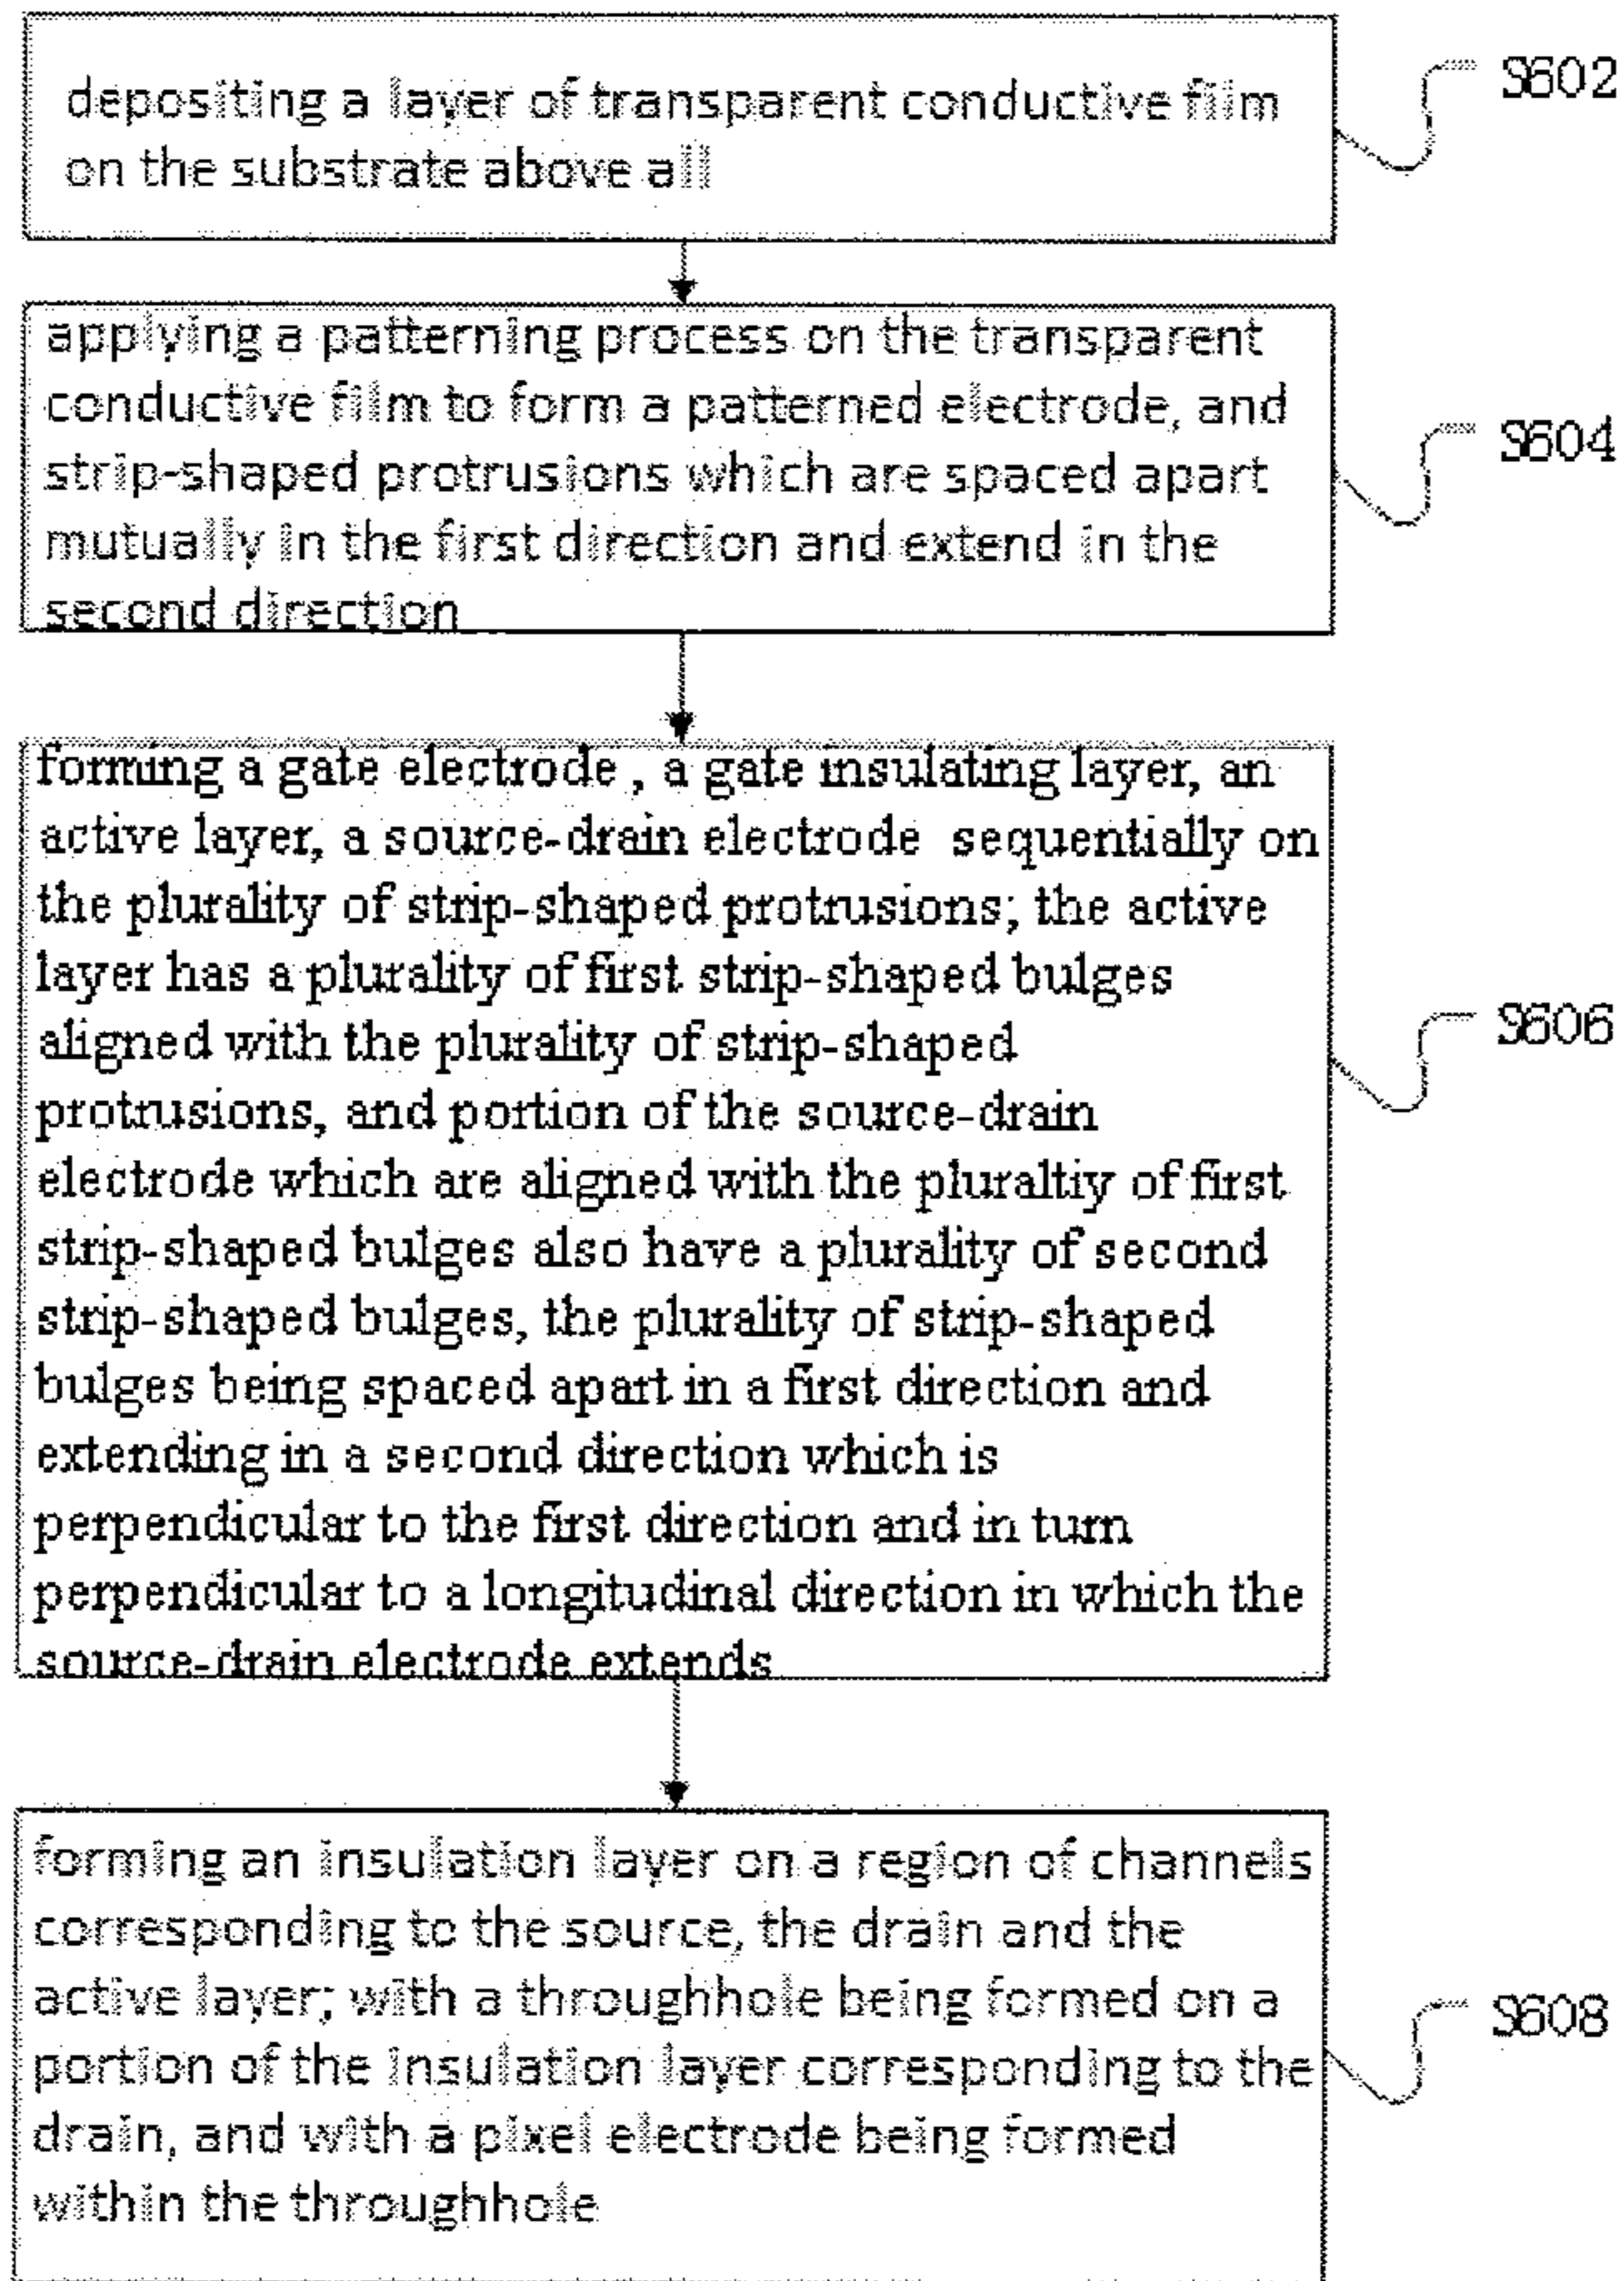 depositing a layer of transparent conductive film
on the substrate above all
S602
applying a patterning process on the transparent
conductive film to form a patterned electrode, and
strip-shaped protrusions which are spaced apart
mutually in the first direction and extend in the
second direction
S604
forming a gate electrode , a gate insulating layer, an
active layer, a source-drain electrode sequentially on
the plurality of strip-shaped protrusions; the active
layer has a plurality of first strip-shaped bulges
aligned with the plurality of strip-shaped
protrusions, and portion of the source-drain
electrode which are aligned with the pluraltiy of first
strip-shaped bulges also have a plurality of second
strip-shaped bulges, the plurality of strip-shaped
bulges being spaced apart in a first direction and
extending in a second direction which is
perpendicular to the first direction and in turn
perpendicular to a longitudinal direction in which the
source-drain electrode extends
S606
forming an insulation layer on a region of channels
corresponding to the source, the drain and the
active layer; with a throughhole being formed on a
portion of the insulation layer corresponding to the
drain, and with a pixel electrode being formed
within the throughhole
S608